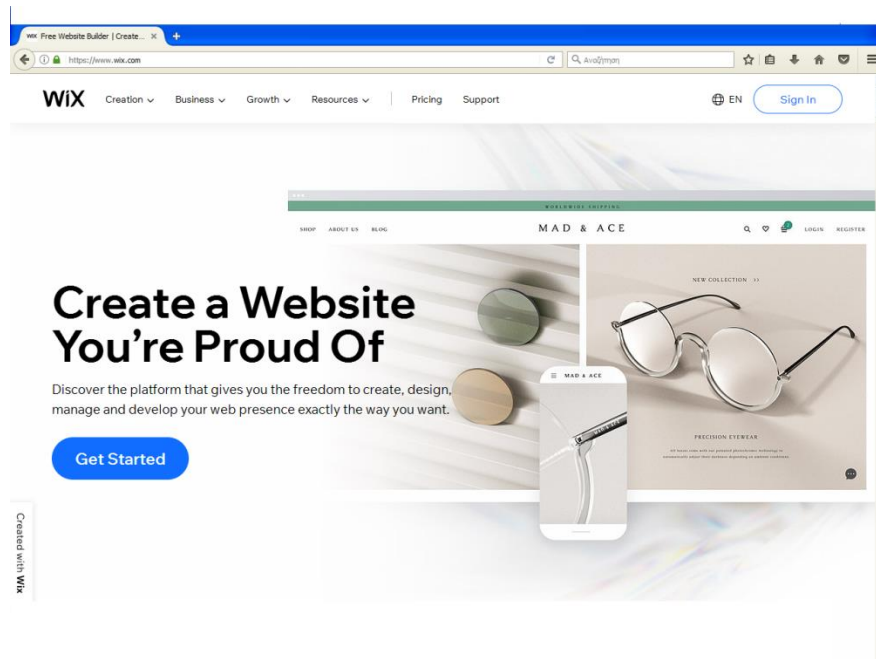 WiX Free Website Builder | Create... × +
https://www.wix.com
Αναζήτηση
WiX Creation Business Growth Resources Pricing Support EN Sign In
WORLDWIDE SHIPPING
SHOP ABOUT US BLOG MAD & ACE LOGIN REGISTER
NEW COLLECTION
Create a Website
You're Proud Of
MAD & ACE
Discover the platform that gives you the freedom to create, design,
manage and develop your web presence exactly the way you want.
PRECISION EYEWEAR
Get Started
Created with Wix